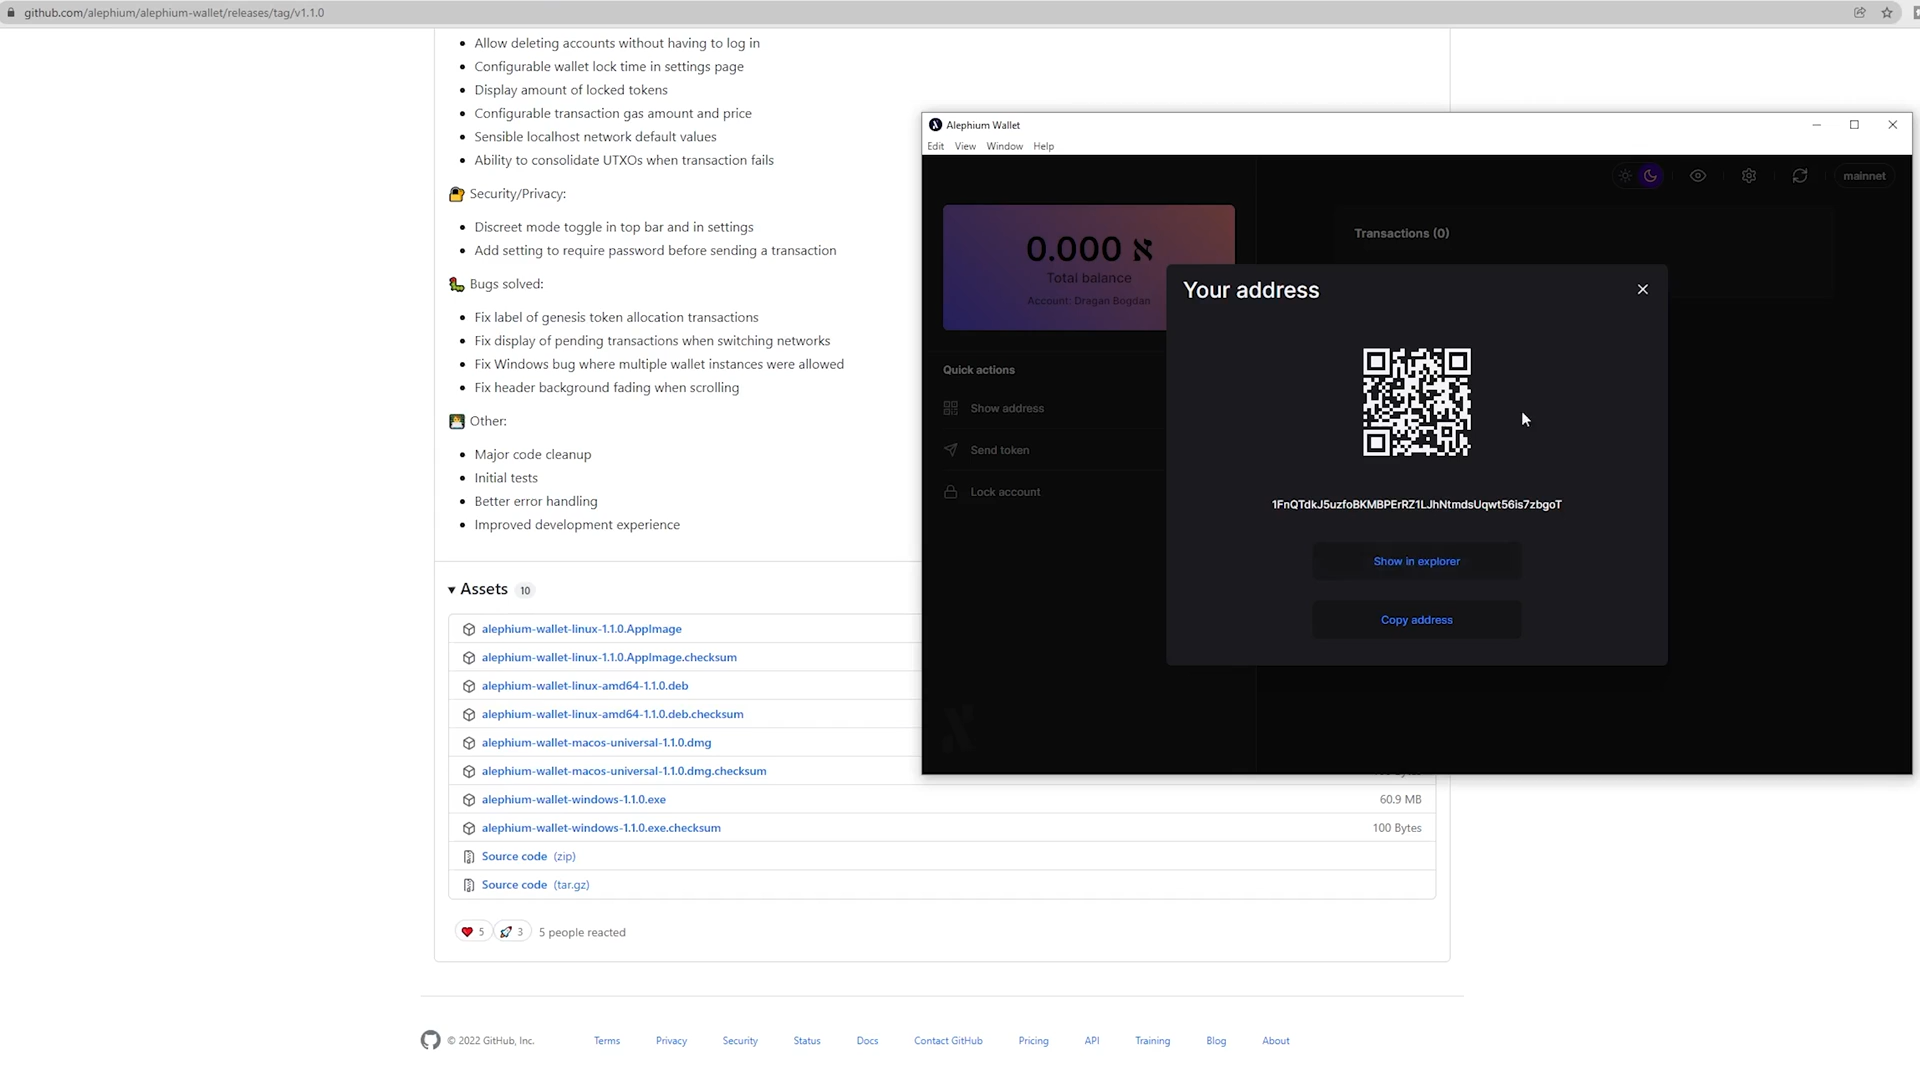 github.com/alephium/alephium-wallet/releases/tag/v1.1.0
Allow deleting accounts without having to log in
Configurable wallet lock time in settings page
Display amount of locked tokens
Configurable transaction gas amount and price
Sensible localhost network default values
Ability to consolidate UTXOs when transaction fails
Security/Privacy:
Discreet mode toggle in top bar and in settings
Add setting to require password before sending a transaction
Bugs solved:
Fix label of genesis token allocation transactions
Fix display of pending transactions when switching networks
Fix Windows bug where multiple wallet instances were allowed
Fix header background fading when scrolling
Other:
Major code cleanup
Initial tests
Better error handling
Improved development experience
Assets 10
alephium-wallet-linux-1.1.0.AppImage
alephium-wallet-linux-1.1.0.AppImage.checksum
alephium-wallet-linux-amd64-1.1.0.deb
alephium-wallet-linux-amd64-1.1.0.deb.checksum
alephium-wallet-macos-universal-1.1.0.dmg
alephium-wallet-macos-universal-1.1.0.dmg.checksum
alephium-wallet-windows-1.1.0.exe 60.9 MB
alephium-wallet-windows-1.1.0.exe.checksum 100 Bytes
Source code (zip)
Source code (tar.gz)
5 3 5 people reacted
© 2022 GitHub, Inc. Terms Privacy Security Status Docs Contact GitHub Pricing API Training Blog About
Alephium Wallet
Edit View Window Help
mainnet
0.000 א
Total balance
Account: Dragan Bogdan
Transactions (0)
Quick actions
Show address
Send token
Lock account
Your address
1FnQTdkJ5uzfoBKMBPErRZ1LJhNtmdsUqwt56is7zbgoT
Show in explorer
Copy address